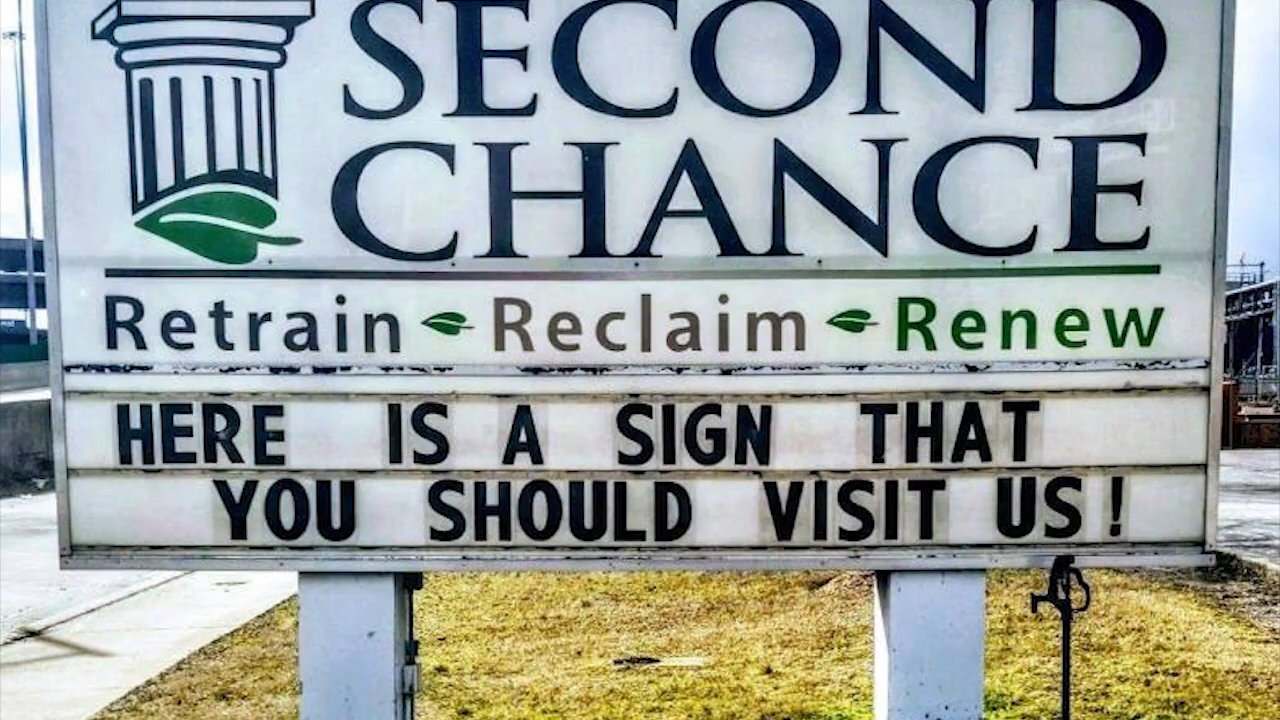 SECOND
CHANCE
Retrain Reclaim Renew
HERE IS A SIGN THAT
YOU SHOULD VISIT US!